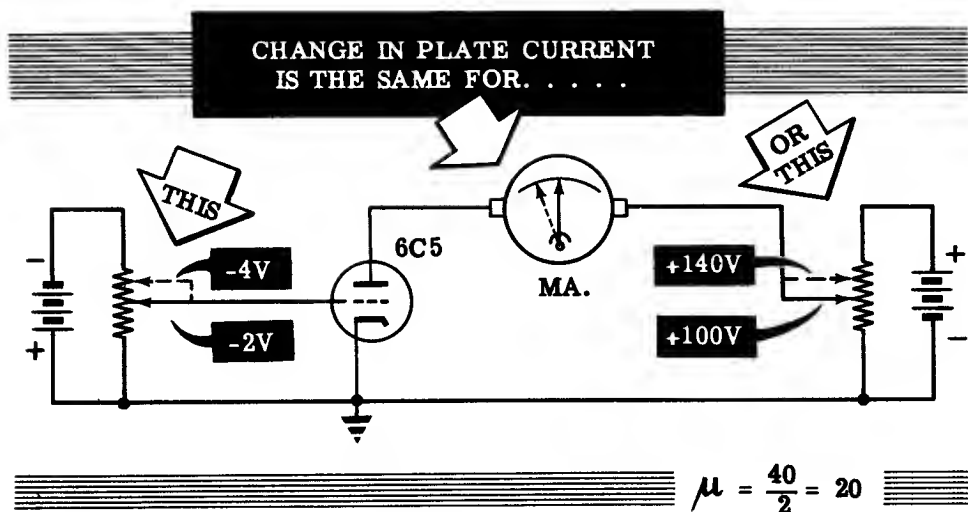 CHANGE IN PLATE CURRENT
IS THE SAME FOR. . . . .
THIS
OR
THIS
-
-4V
6C5
MA.
+140V
+
+
-2V
+100V
-
μ = 40/2 = 20